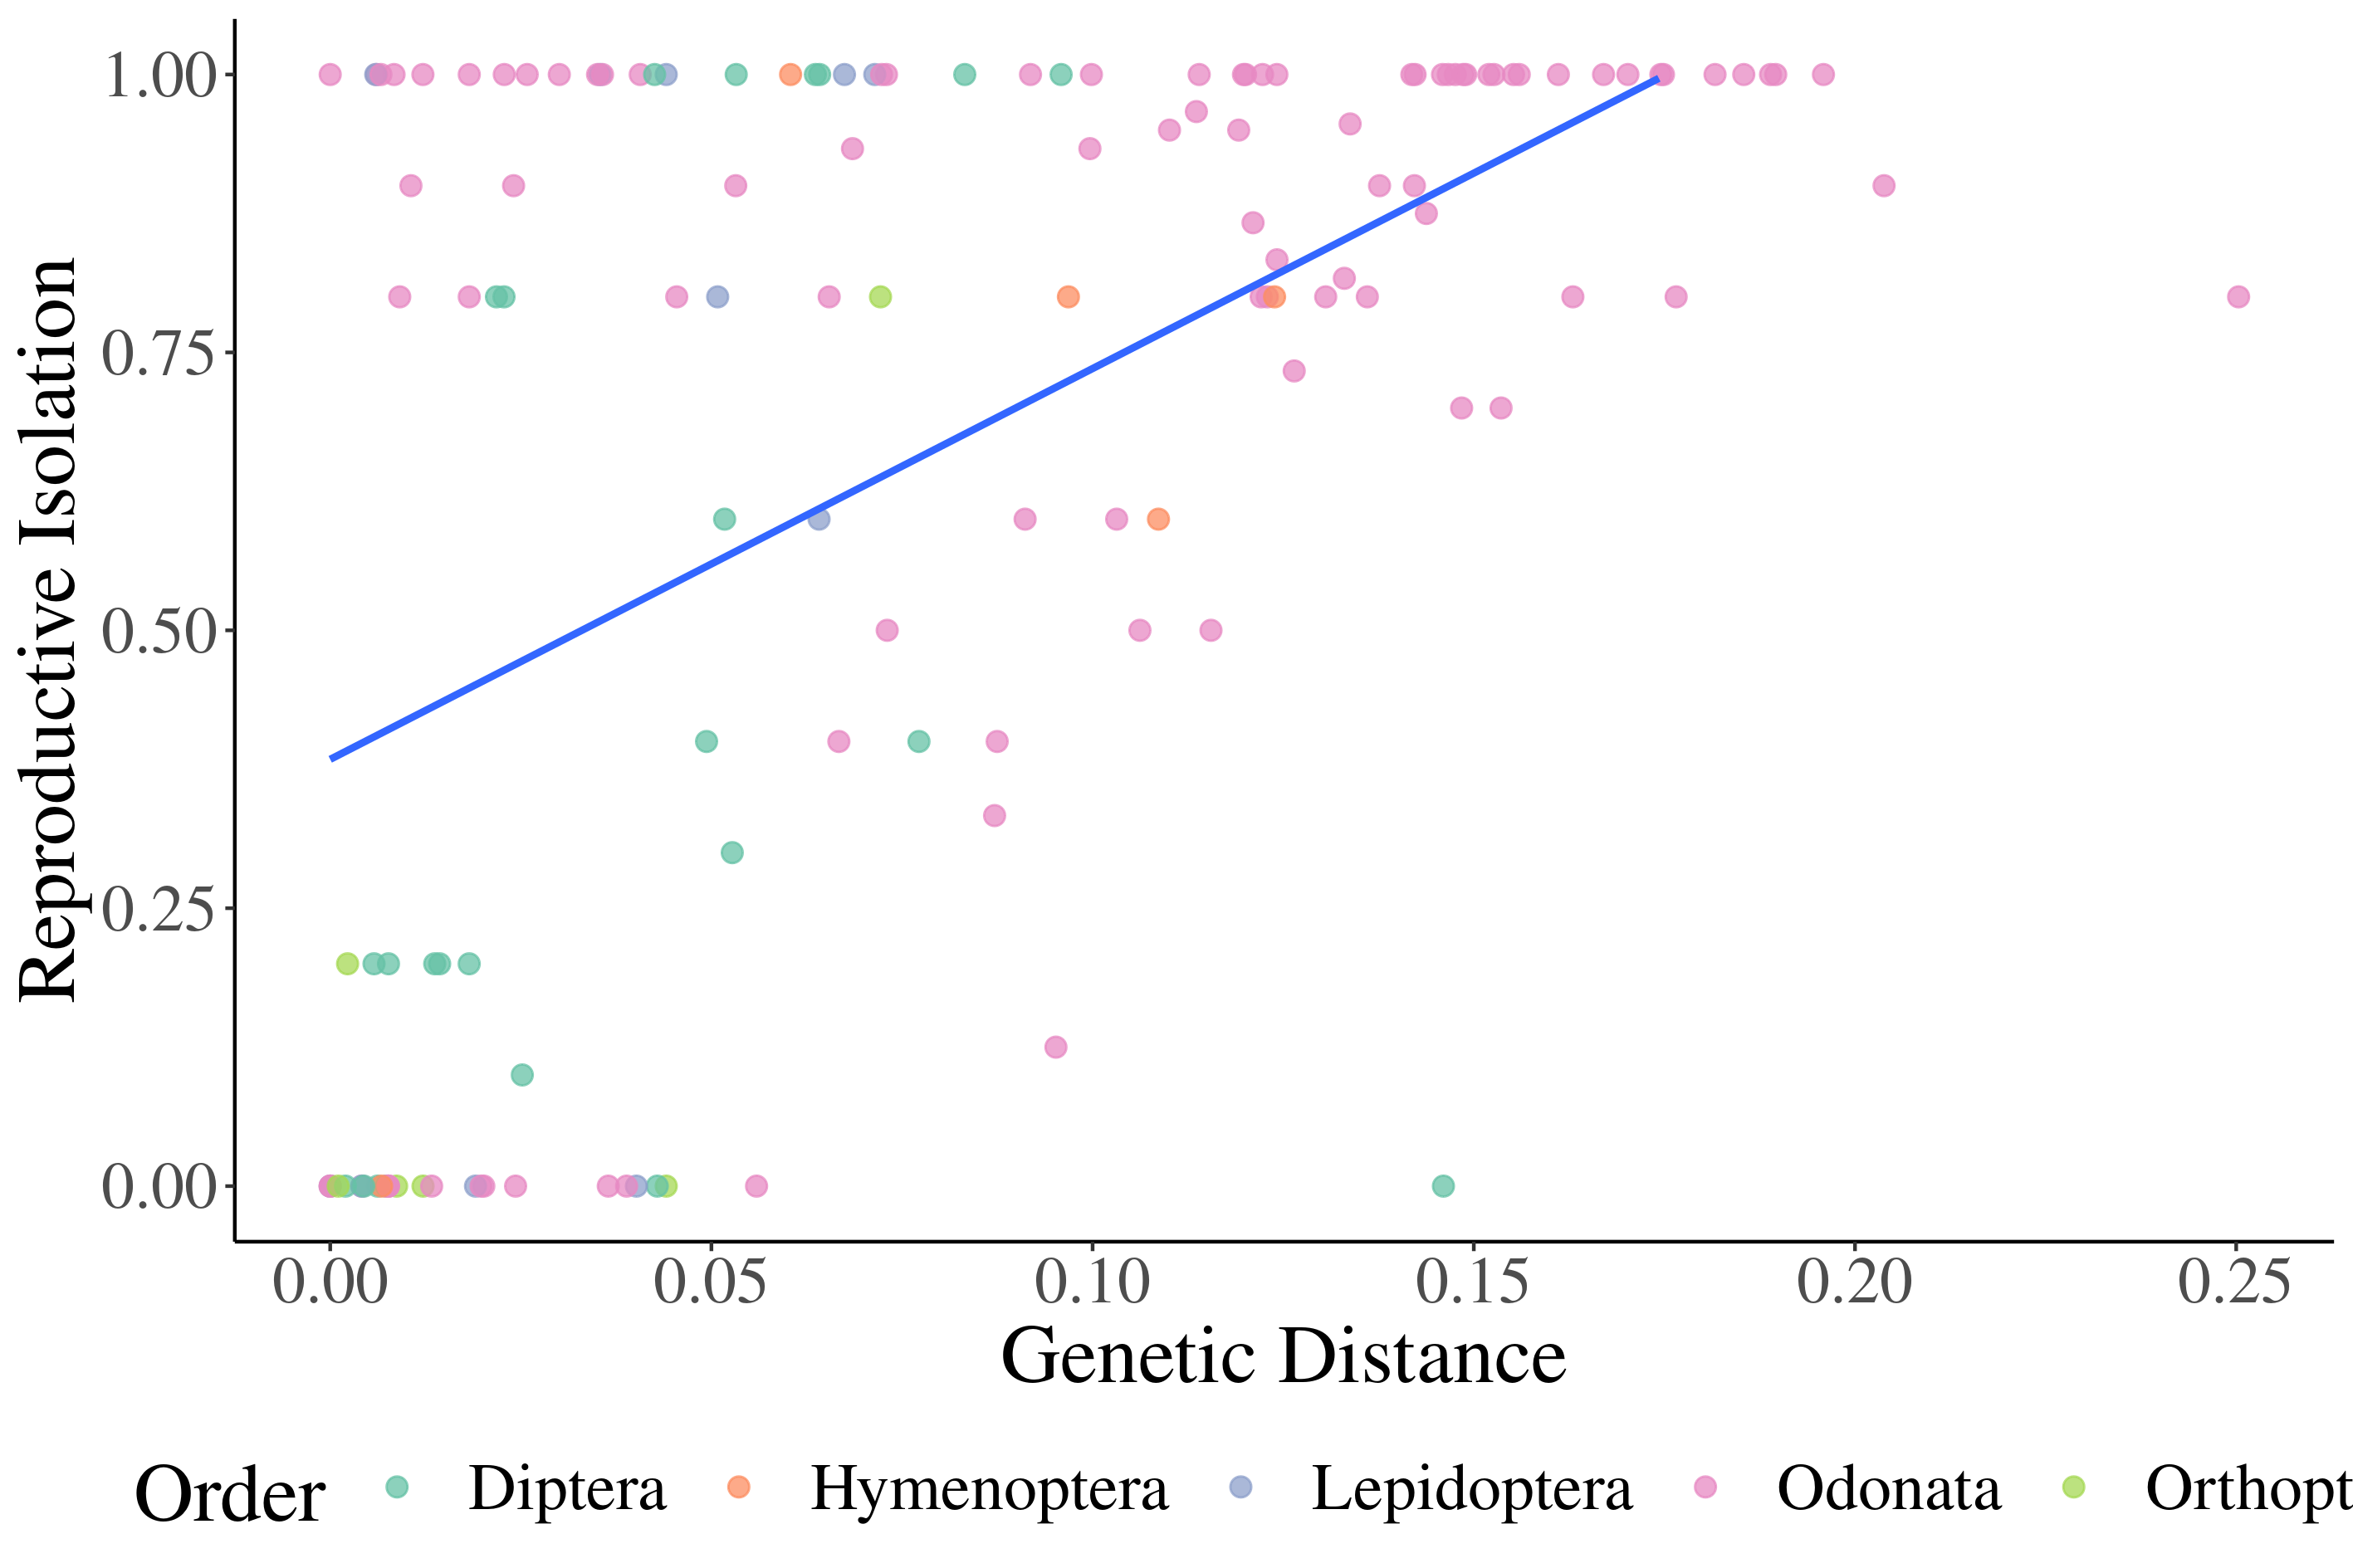 Reproductive Isolation
1.00
0.75
0.50
0.25
0.00
0.00 0.05 0.10 0.15 0.20 0.25
Genetic Distance
Order Diptera Hymenoptera Lepidoptera Odonata Orthopt